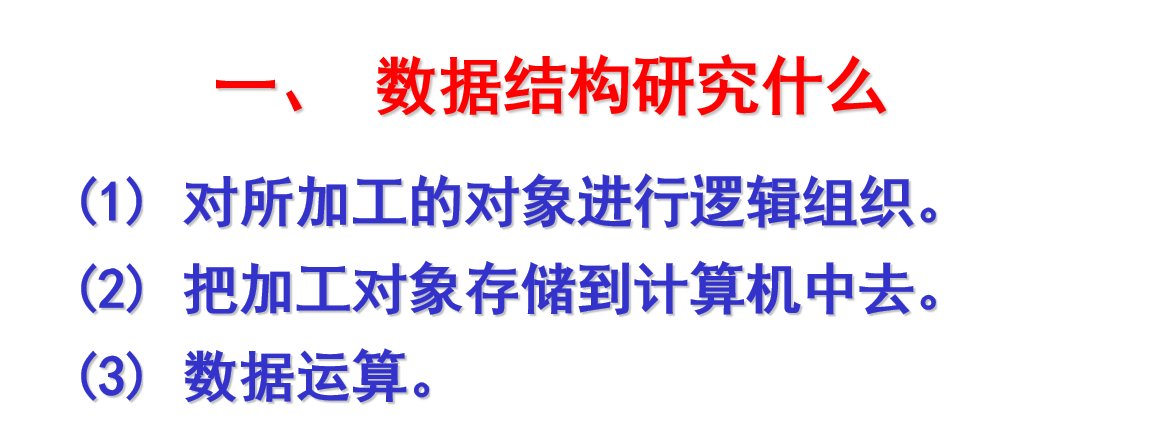 一、 数据结构研究什么
(1) 对所加工的对象进行逻辑组织。
(2) 把加工对象存储到计算机中去。
(3) 数据运算。